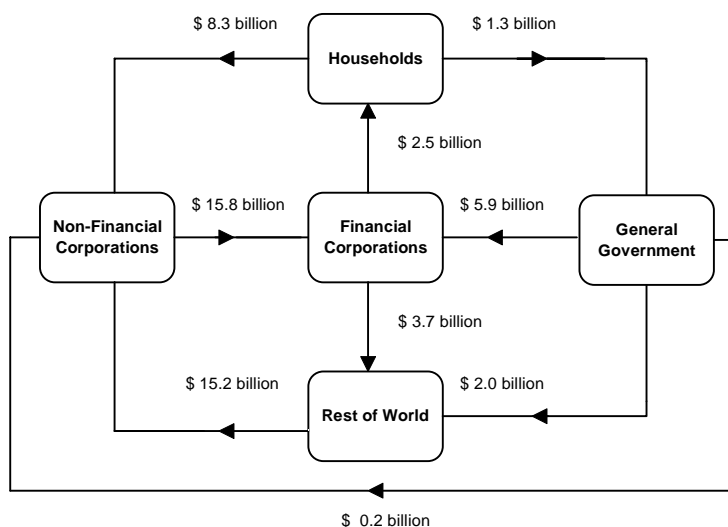 $ 8.3 billion
$ 1.3 billion
Households
$ 2.5 billion
Non-Financial
Corporations
$ 15.8 billion
Financial
Corporations
$ 5.9 billion
General
Government
$ 3.7 billion
$ 15.2 billion
Rest of World
$ 2.0 billion
$ 0.2 billion